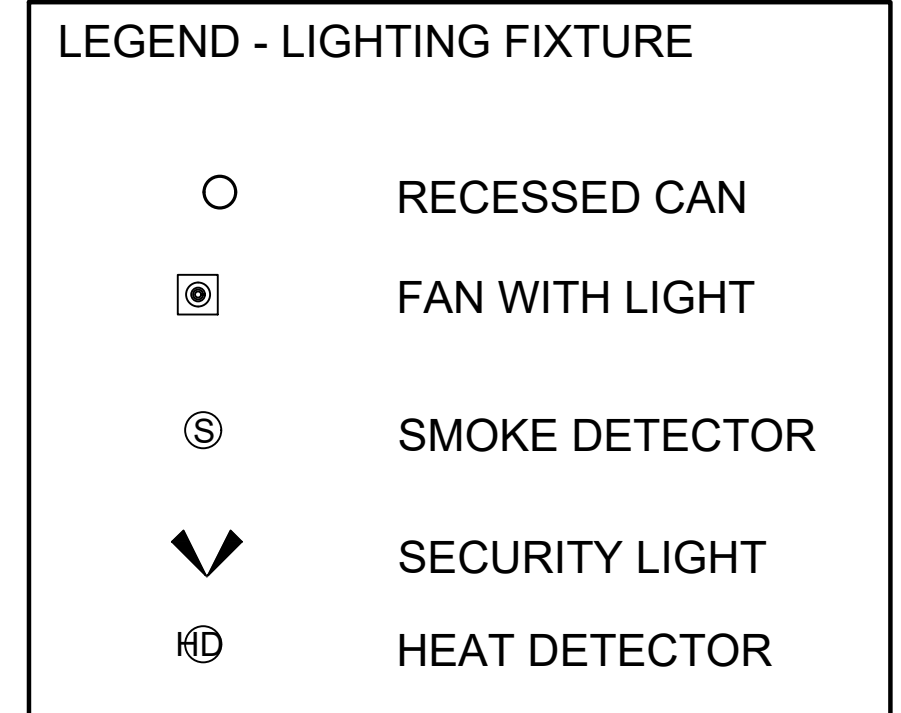 LEGEND - LIGHTING FIXTURE
RECESSED CAN
FAN WITH LIGHT
S SMOKE DETECTOR
SECURITY LIGHT
HD HEAT DETECTOR